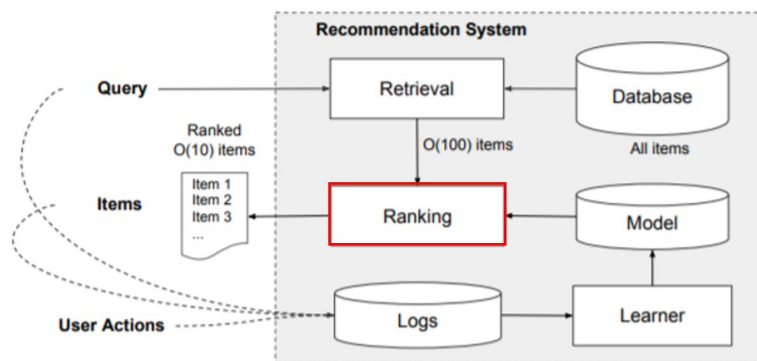 Recommendation System
Query
Retrieval
Database
Ranked
O(10) items
O(100) items
All items
Item 1
Item 2
Item 3
...
Items
Ranking
Model
User Actions
Logs
Learner